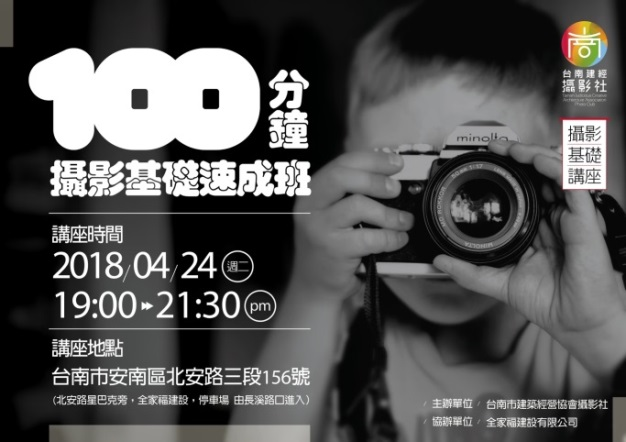 100分鐘
攝影基礎速成班
講座時間
2018/04/24 週二
19:00 ▸▸ 21:30 pm
講座地點
台南市安南區北安路三段156號
(北安路星巴克旁,全家福建設,停車場 由長溪路口進入)
台南建經
攝影社
攝影
基礎
講座
minolta
/ 主辦單位 / 台南市建築經營協會攝影社
/ 協辦單位 / 全家福建設有限公司